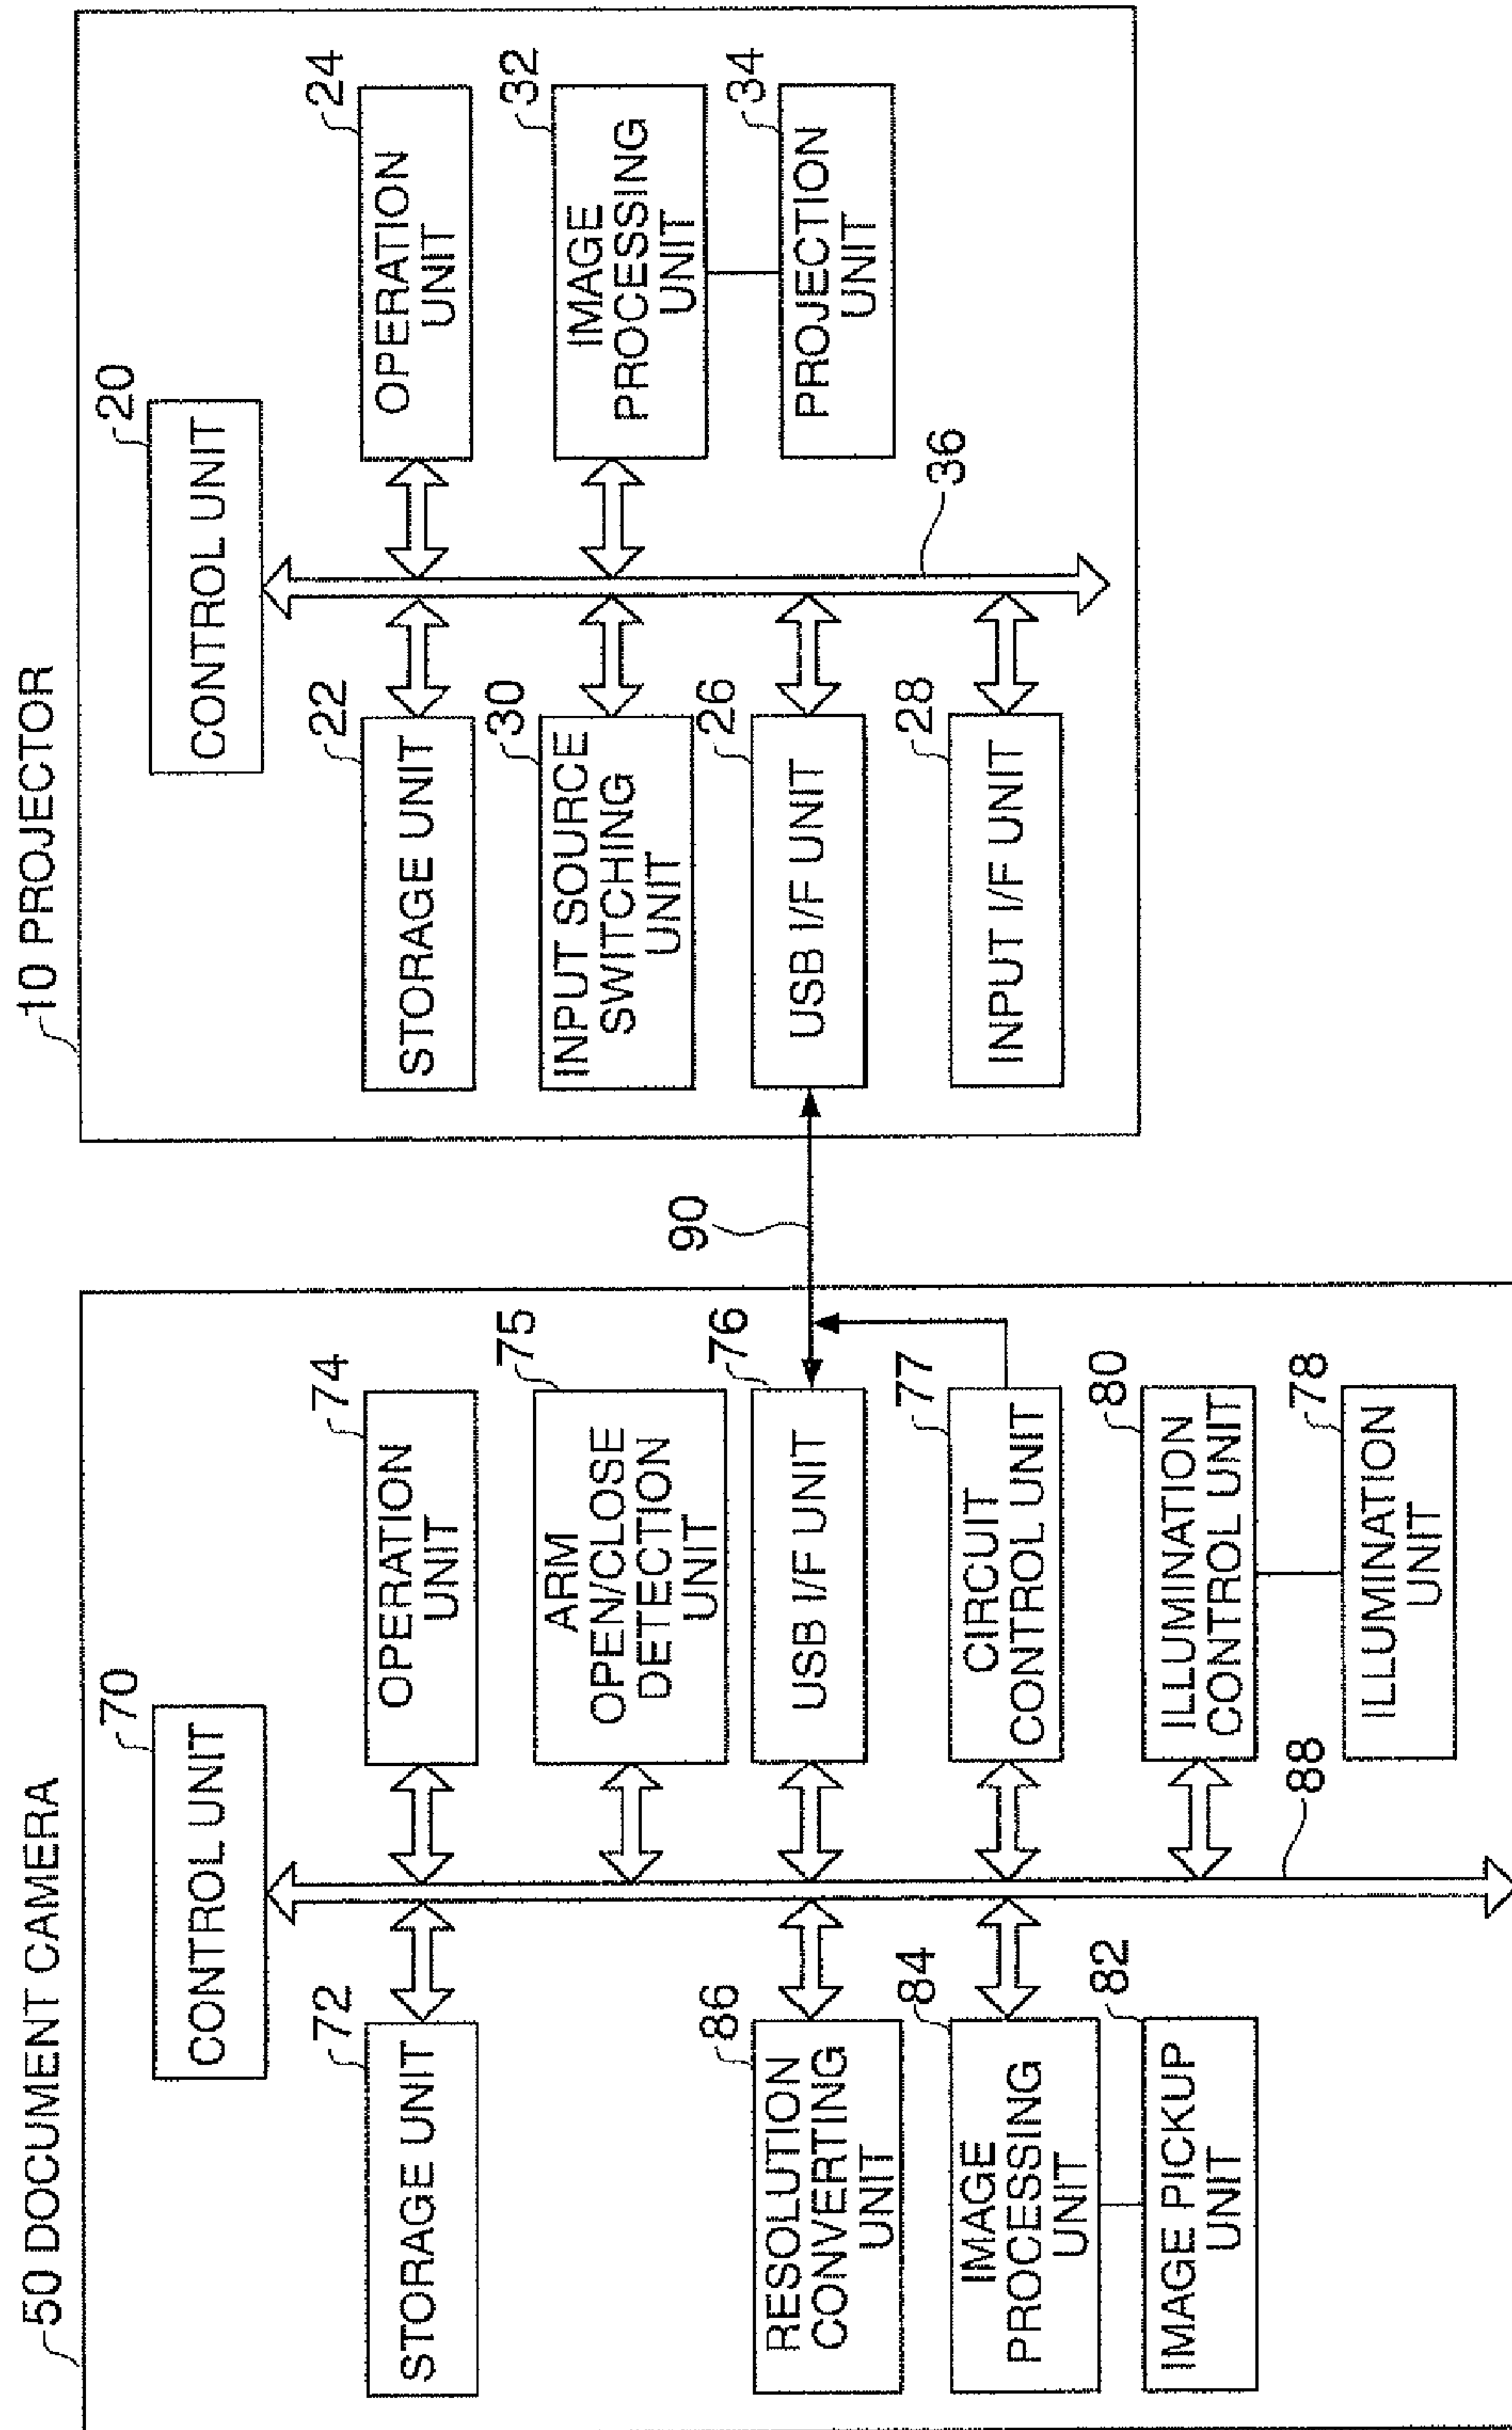 50 DOCUMENT CAMERA
70
CONTROL UNIT
72
STORAGE UNIT
74
OPERATION
UNIT
75
ARM
OPEN/CLOSE
DETECTION
UNIT
86
RESOLUTION
CONVERTING
UNIT
76
USB I/F UNIT
84
IMAGE
PROCESSING
UNIT
77
CIRCUIT
CONTROL UNIT
82
IMAGE PICKUP
UNIT
80
ILLUMINATION
CONTROL UNIT
78
ILLUMINATION
UNIT
88
90
10 PROJECTOR
20
CONTROL UNIT
22
STORAGE UNIT
24
OPERATION
UNIT
30
INPUT SOURCE
SWITCHING
UNIT
32
IMAGE
PROCESSING
UNIT
26
USB I/F UNIT
34
PROJECTION
UNIT
28
INPUT I/F UNIT
36